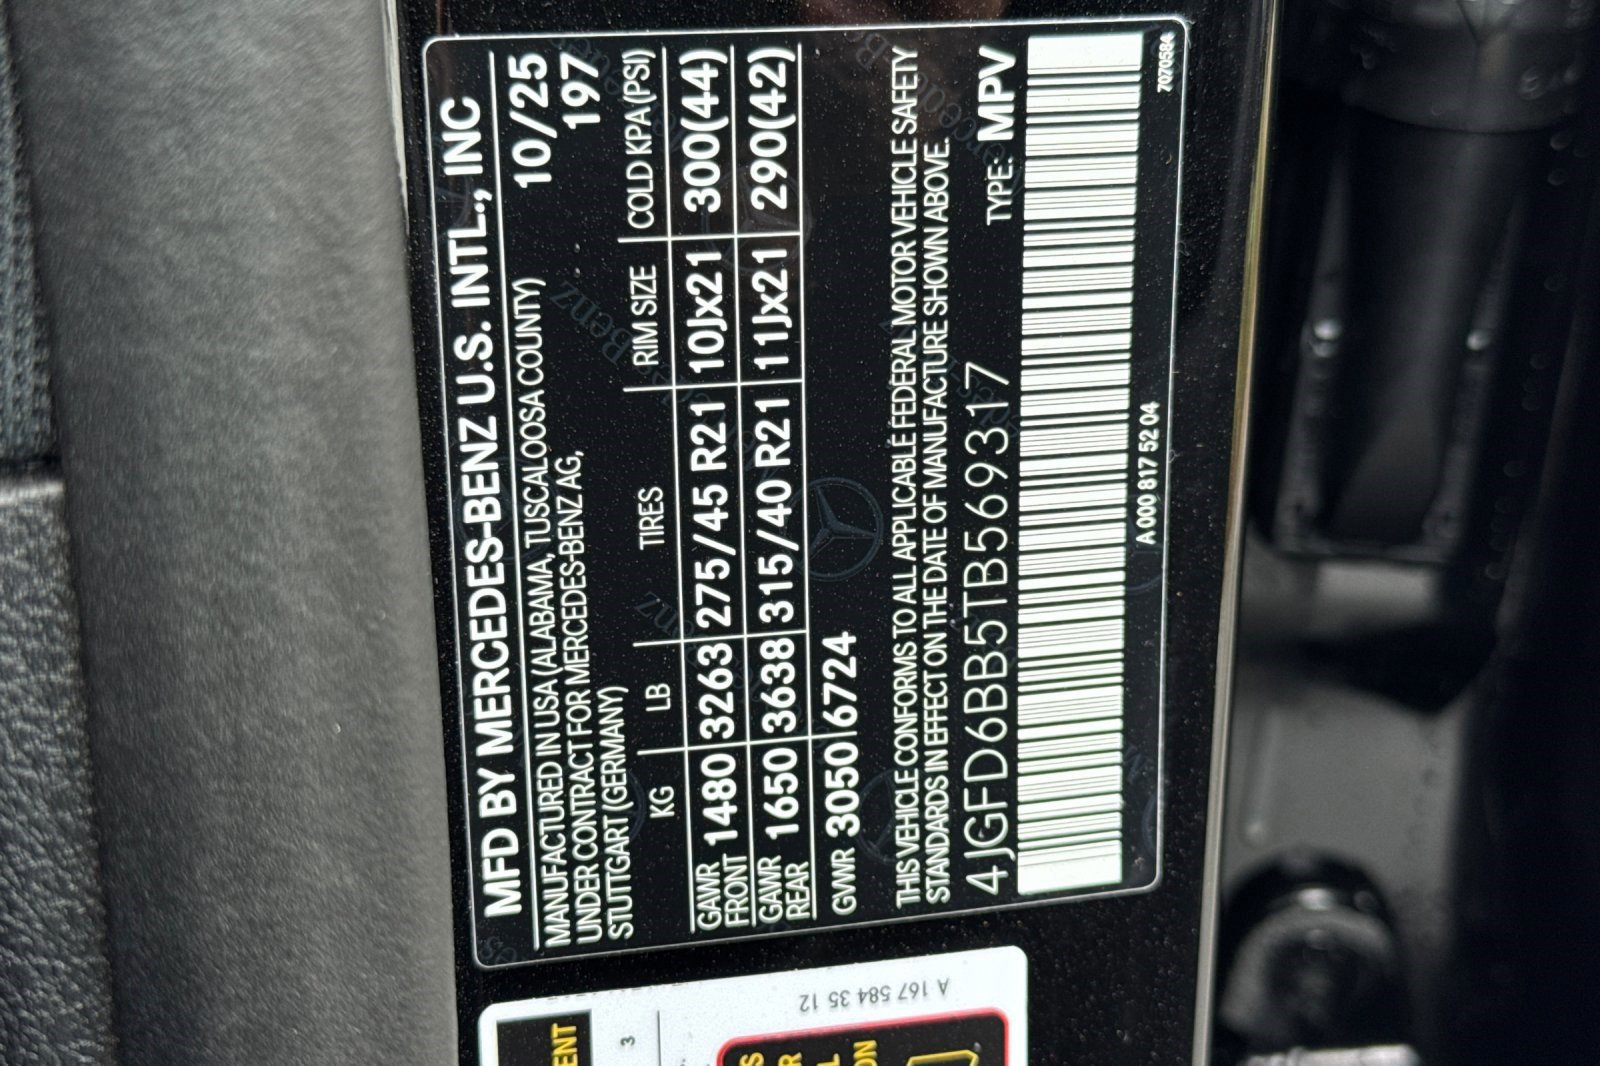 MFD BY MERCEDES-BENZ U.S. INTL., INC
MANUFACTURED IN USA (ALABAMA, TUSCALOOSA COUNTY) 10/25
UNDER CONTRACT FOR MERCEDES-BENZ AG, 197
STUTTGART (GERMANY)
KG LB TIRES RIM SIZE COLD KPA(PSI)
GAWR FRONT 1480 3263 275/45 R21 10Jx21 300(44)
GAWR REAR 1650 3638 315/40 R21 11Jx21 290(42)
GVWR 3050 6724
THIS VEHICLE CONFORMS TO ALL APPLICABLE FEDERAL MOTOR VEHICLE SAFETY
STANDARDS IN EFFECT ON THE DATE OF MANUFACTURE SHOWN ABOVE.
4JGFD6BB5TB569317 TYPE: MPV
A 000 817 52 04
7070584
A 167 584 35 12
3